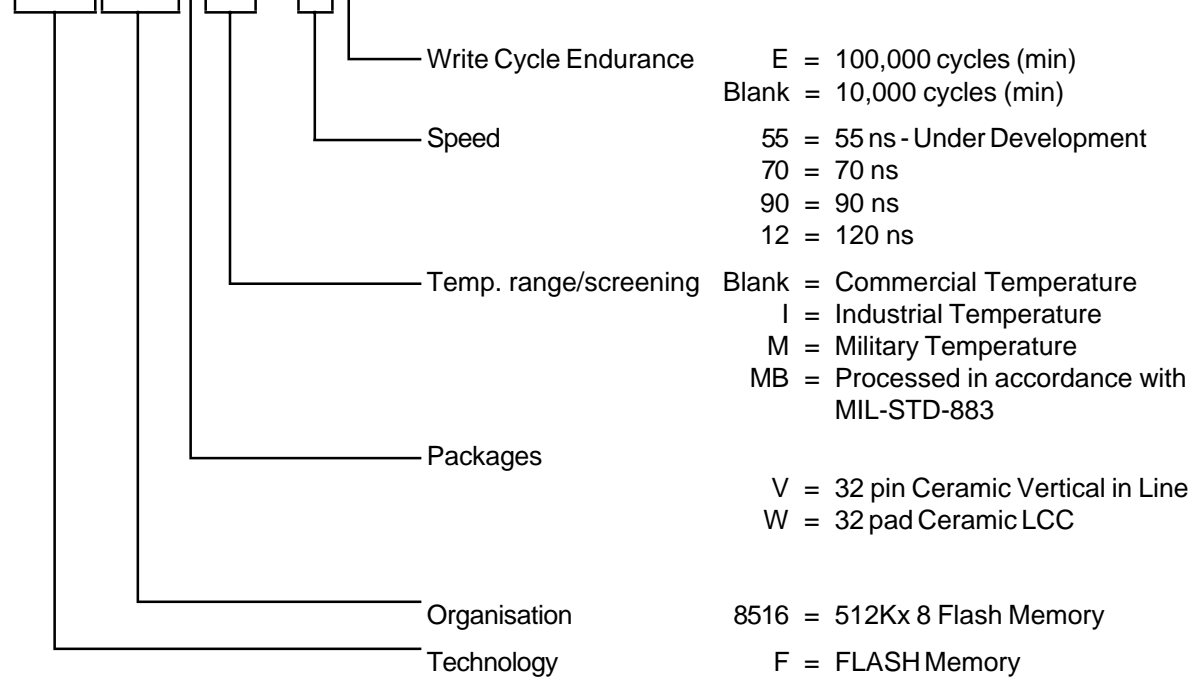 Write Cycle Endurance E = 100,000 cycles (min)
Blank = 10,000 cycles (min)
Speed 55 = 55 ns - Under Development
70 = 70 ns
90 = 90 ns
12 = 120 ns
Temp. range/screening Blank = Commercial Temperature
I = Industrial Temperature
M = Military Temperature
MB = Processed in accordance with
MIL-STD-883
Packages
V = 32 pin Ceramic Vertical in Line
W = 32 pad Ceramic LCC
Organisation 8516 = 512Kx 8 Flash Memory
Technology F = FLASH Memory